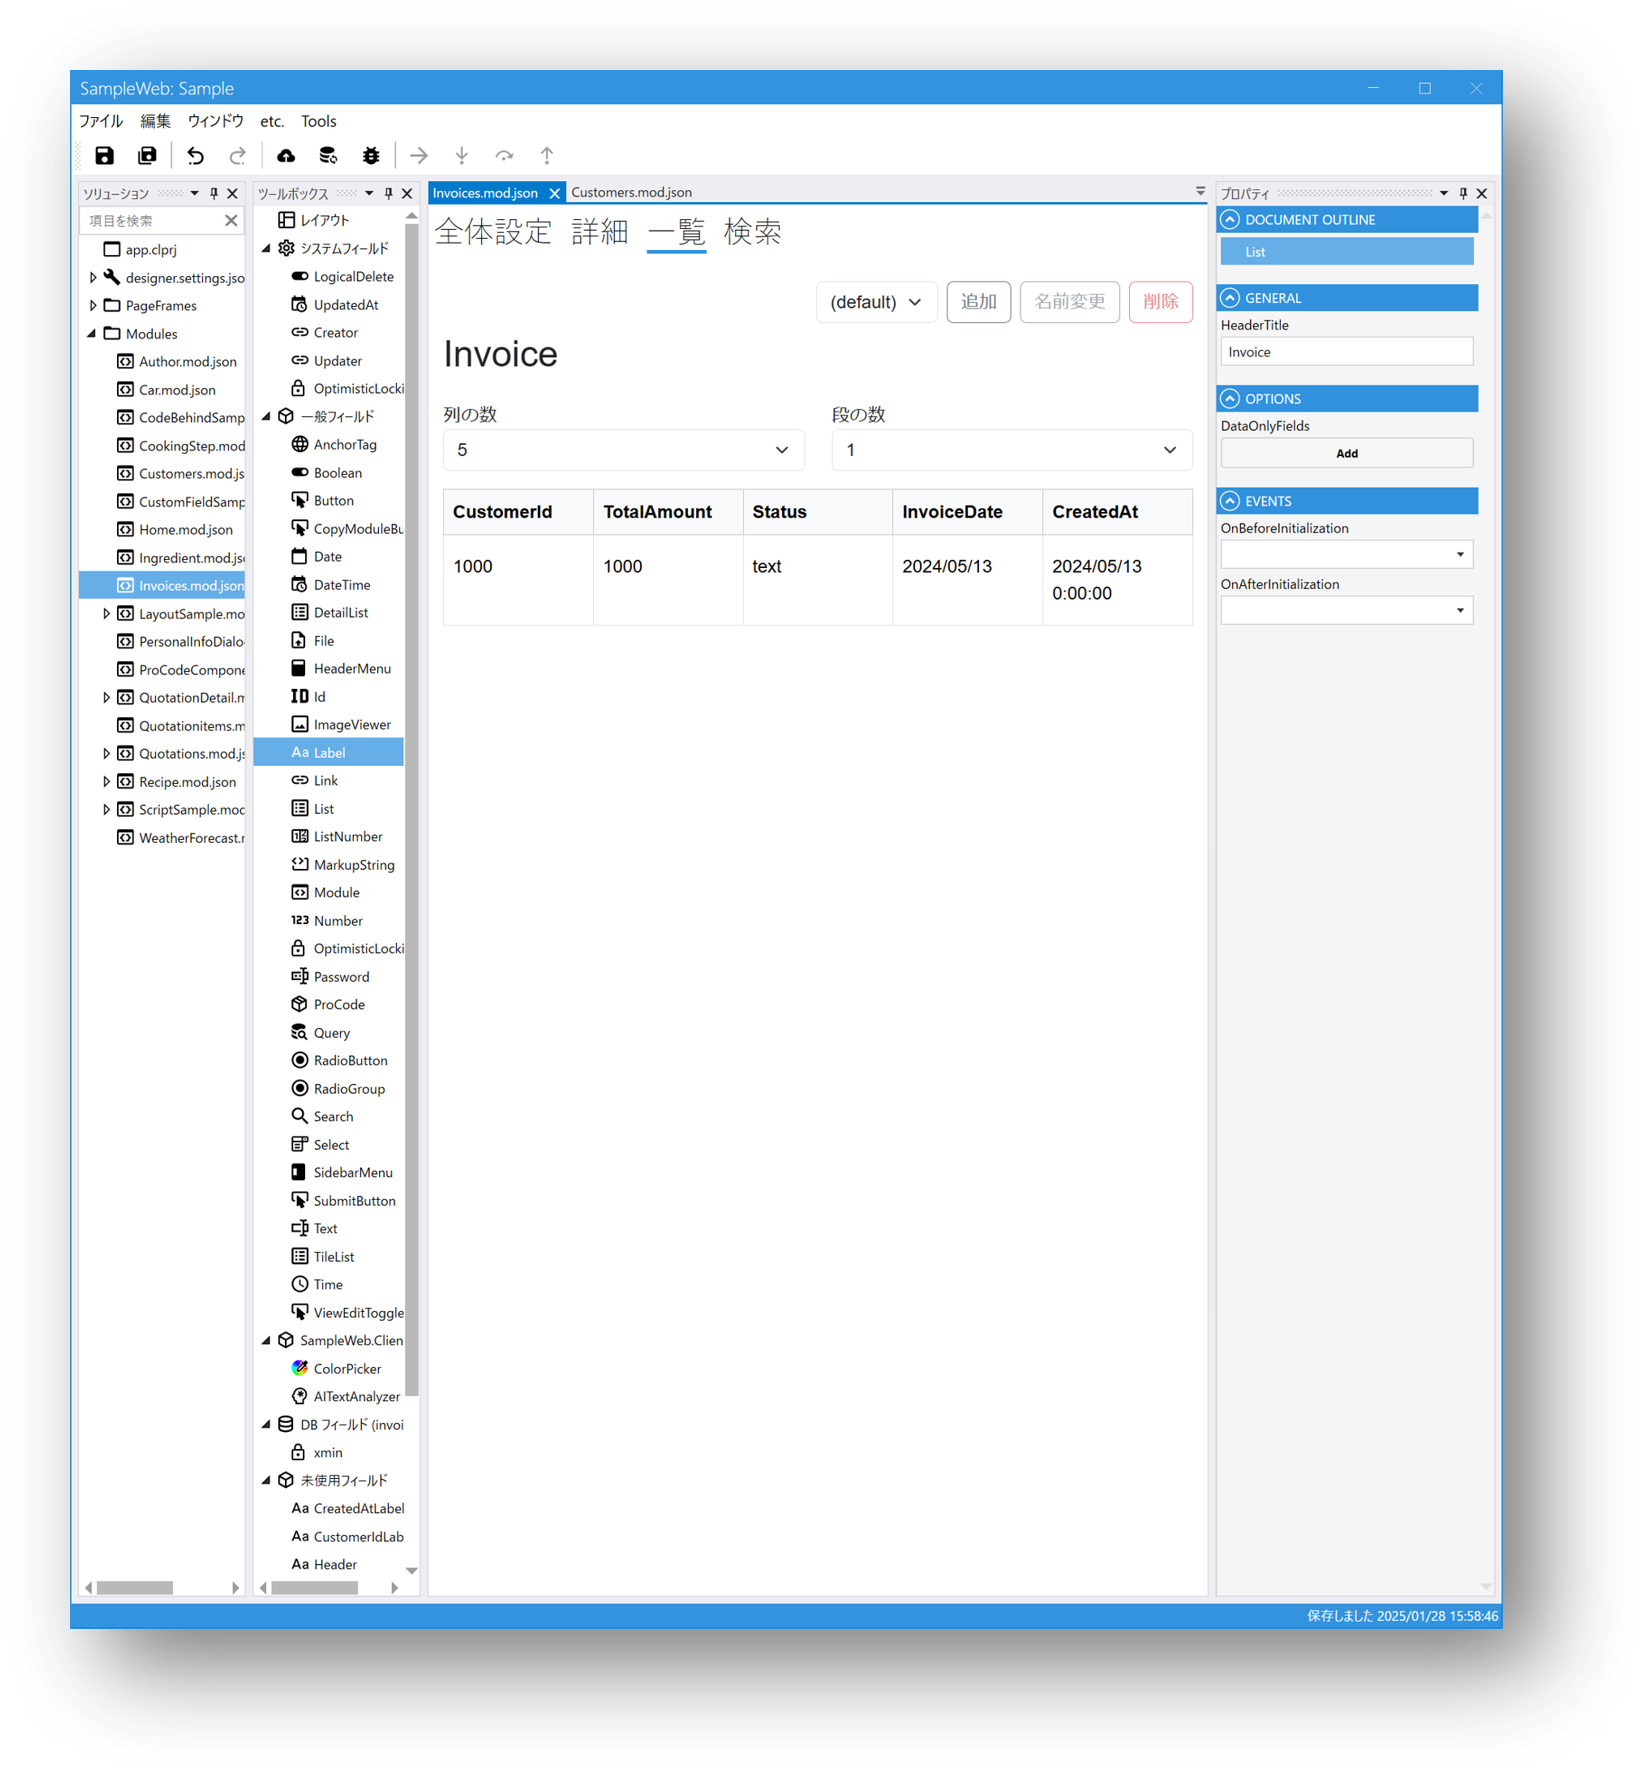 SampleWeb: Sample
ファイル 編集 ウィンドウ etc. Tools
ソリューション
項目を検索
app.clprj
designer.settings.jso
PageFrames
Modules
Author.mod.json
Car.mod.json
CodeBehindSamp
CookingStep.mod
Customers.mod.js
CustomFieldSamp
Home.mod.json
Ingredient.mod.js
Invoices.mod.json
LayoutSample.mo
PersonalInfoDialo
ProCodeCompone
QuotationDetail.m
Quotationitems.m
Quotations.mod.js
Recipe.mod.json
ScriptSample.mod
WeatherForecast.
ツールボックス
レイアウト
システムフィールド
LogicalDelete
UpdatedAt
Creator
Updater
OptimisticLocki
一般フィールド
AnchorTag
Boolean
Button
CopyModuleBu
Date
DateTime
DetailList
File
HeaderMenu
ID Id
ImageViewer
Aa Label
Link
List
ListNumber
MarkupString
Module
123 Number
OptimisticLocki
Password
ProCode
Query
RadioButton
RadioGroup
Search
Select
SidebarMenu
SubmitButton
Text
TileList
Time
ViewEditToggle
SampleWeb.Clien
ColorPicker
AITextAnalyzer
DB フィールド (invoi
xmin
未使用フィールド
Aa CreatedAtLabel
Aa CustomerIdLab
Aa Header
Invoices.mod.json Customers.mod.json
全体設定 詳細 一覧 検索
(default) 追加 名前変更 削除
Invoice
列の数 段の数
5 1
CustomerId TotalAmount Status InvoiceDate CreatedAt
1000 1000 text 2024/05/13 2024/05/13
0:00:00
プロパティ
DOCUMENT OUTLINE
List
GENERAL
HeaderTitle
Invoice
OPTIONS
DataOnlyFields
Add
EVENTS
OnBeforeInitialization
OnAfterInitialization
保存しました 2025/01/28 15:58:46